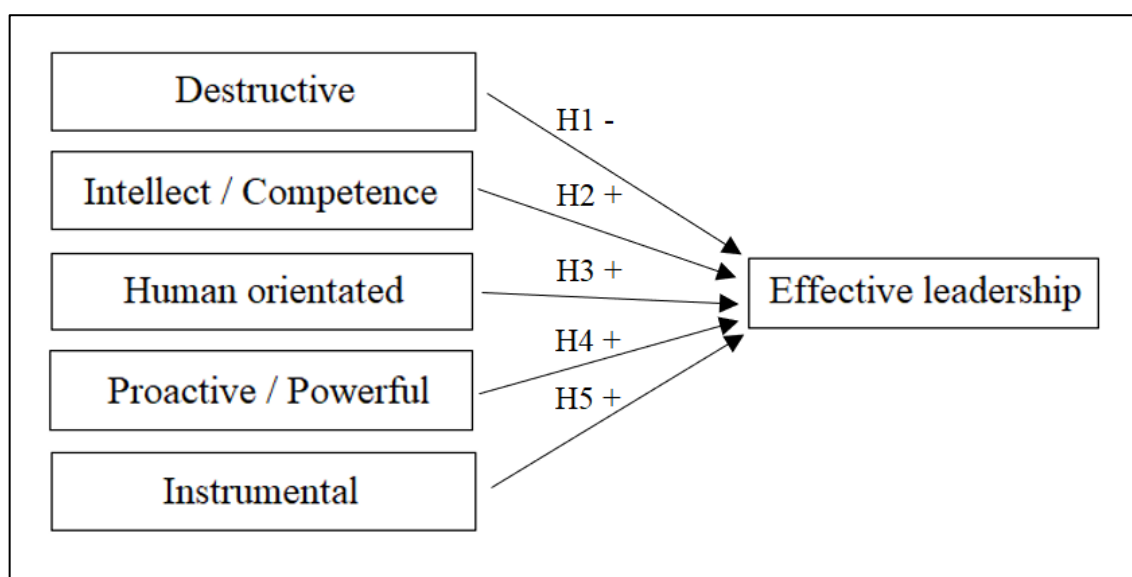 Destructive
H1 -
Intellect / Competence
H2 +
Human orientated
H3 +
Effective leadership
Proactive / Powerful
H4 +
H5 +
Instrumental